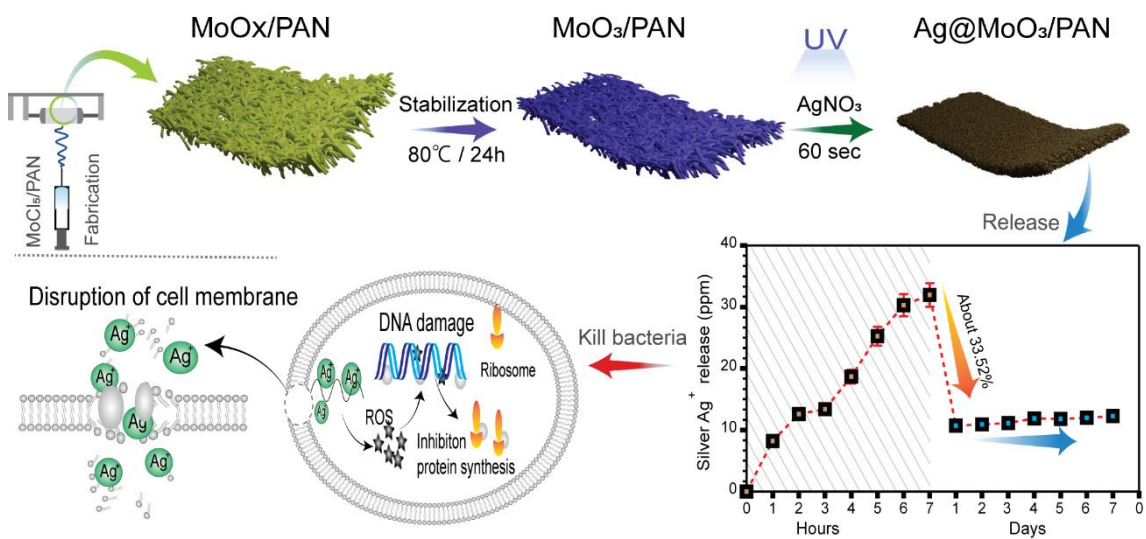 MoOx/PAN
MoO₃/PAN
Ag@MoO₃/PAN
MoCl₅/PAN
Fabrication
Stabilization
80℃ / 24h
UV
AgNO₃
60 sec
Release
Disruption of cell membrane
Ag⁺
Ag⁺
Ag⁺
Ag⁺
Ag⁺
Ag⁺
DNA damage
Ribosome
Ag⁺
Ag⁺
Ag
ROS
Inhibiton
protein synthesis
Kill bacteria
Silver Ag⁺ release (ppm)
40
30
20
10
0
About 33.52%
0 1 2 3 4 5 6 7 1 2 3 4 5 6 7 0
Hours Days